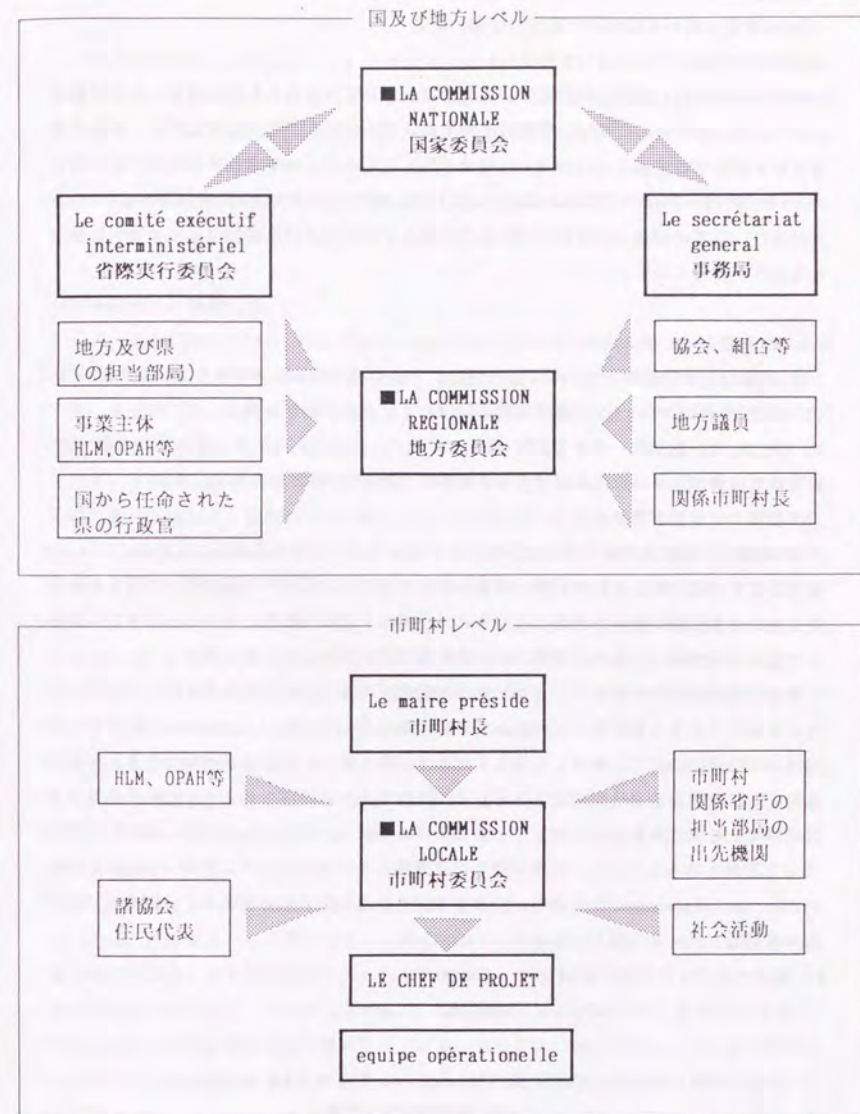 国及び地方レベル
■LA COMMISSION
NATIONALE
国家委員会
Le comité exécutif
interministériel
省際実行委員会
Le secrétariat
general
事務局
地方及び県
(の担当部局)
協会、組合等
■LA COMMISSION
REGIONALE
地方委員会
事業主体
HLM,OPAH等
地方議員
国から任命された
県の行政官
関係市町村長
市町村レベル
Le maire préside
市町村長
HLM、OPAH等
市町村
関係省庁の
担当部局の
出先機関
■LA COMMISSION
LOCALE
市町村委員会
諸協会
住民代表
社会活動
LE CHEF DE PROJET
equipe opérationelle